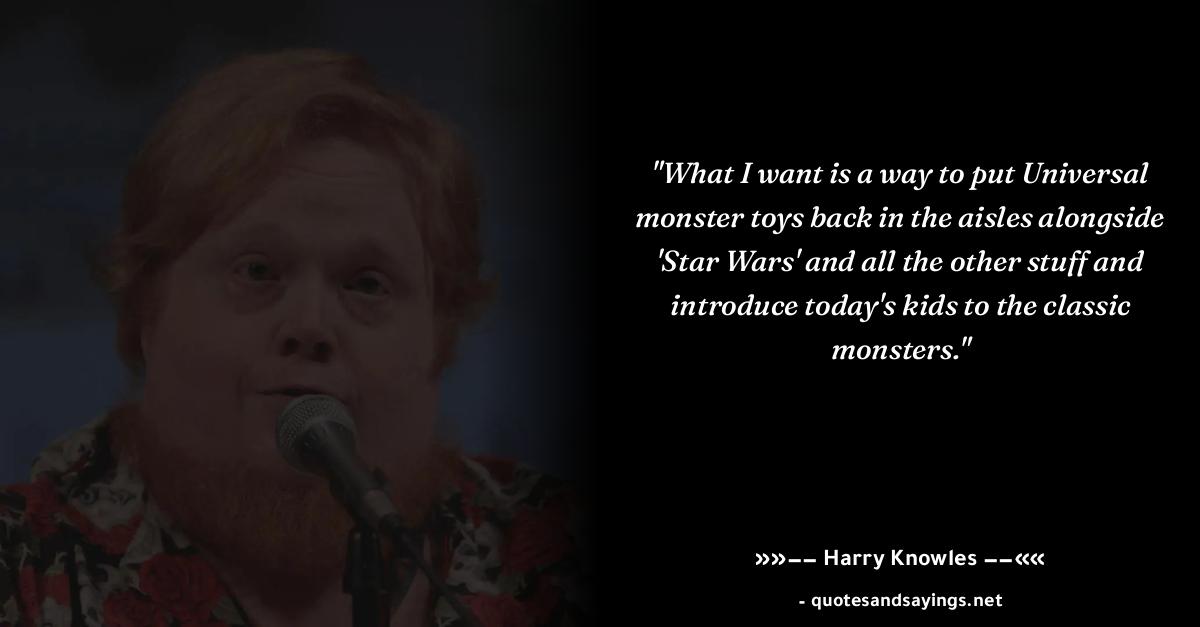 "What I want is a way to put Universal
monster toys back in the aisles alongside
'Star Wars' and all the other stuff and
introduce today's kids to the classic
monsters."
»»–– Harry Knowles ––««
- quotesandsayings.net